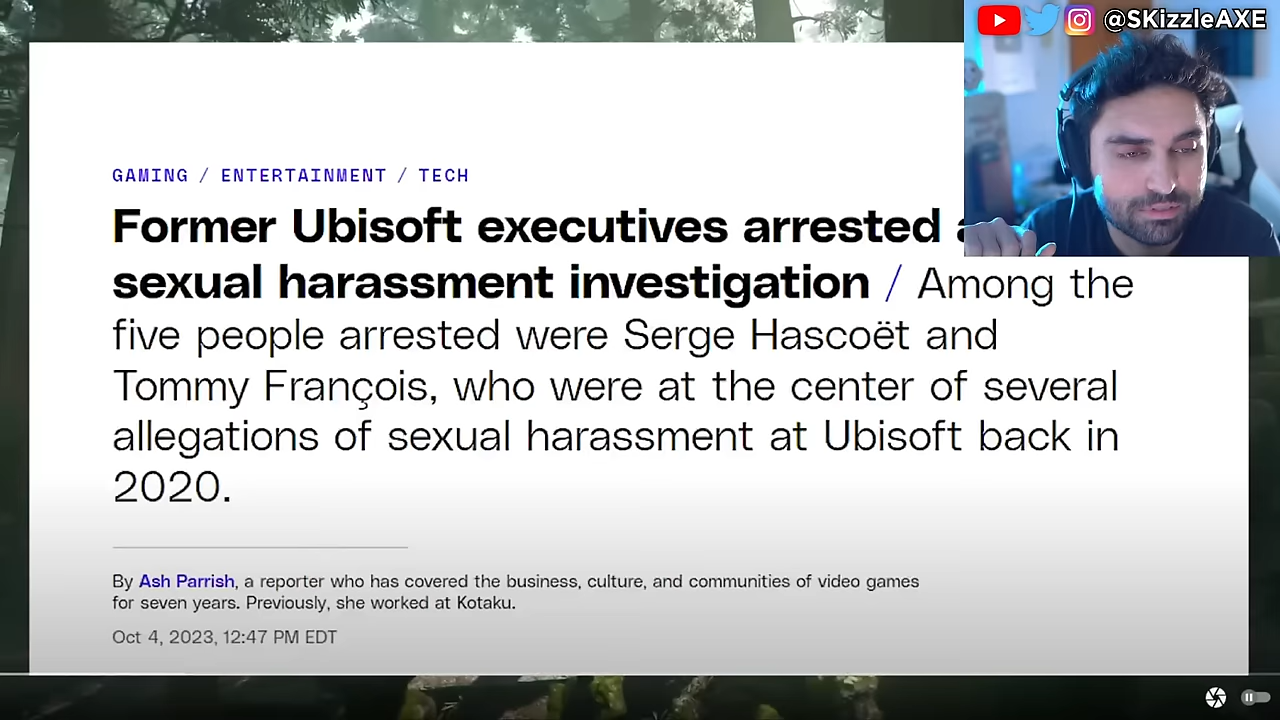 @SKizzleAXE
GAMING / ENTERTAINMENT / TECH
Former Ubisoft executives arrested
sexual harassment investigation / Among the
five people arrested were Serge Hascoët and
Tommy François, who were at the center of several
allegations of sexual harassment at Ubisoft back in
2020.
By Ash Parrish, a reporter who has covered the business, culture, and communities of video games
for seven years. Previously, she worked at Kotaku.
Oct 4, 2023, 12:47 PM EDT